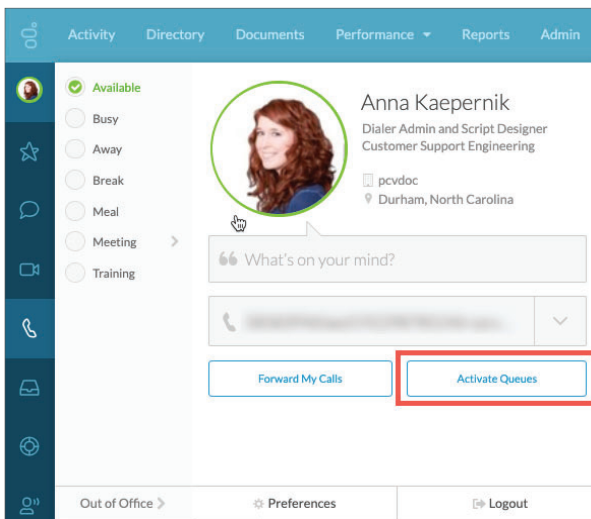 Activity Directory Documents Performance Reports Admin
Available
Busy
Away
Break
Meal
Meeting
Training
Anna Kaepernik
Dialer Admin and Script Designer
Customer Support Engineering
pcvdoc
Durham, North Carolina
What's on your mind?
Forward My Calls Activate Queues
Out of Office Preferences Logout